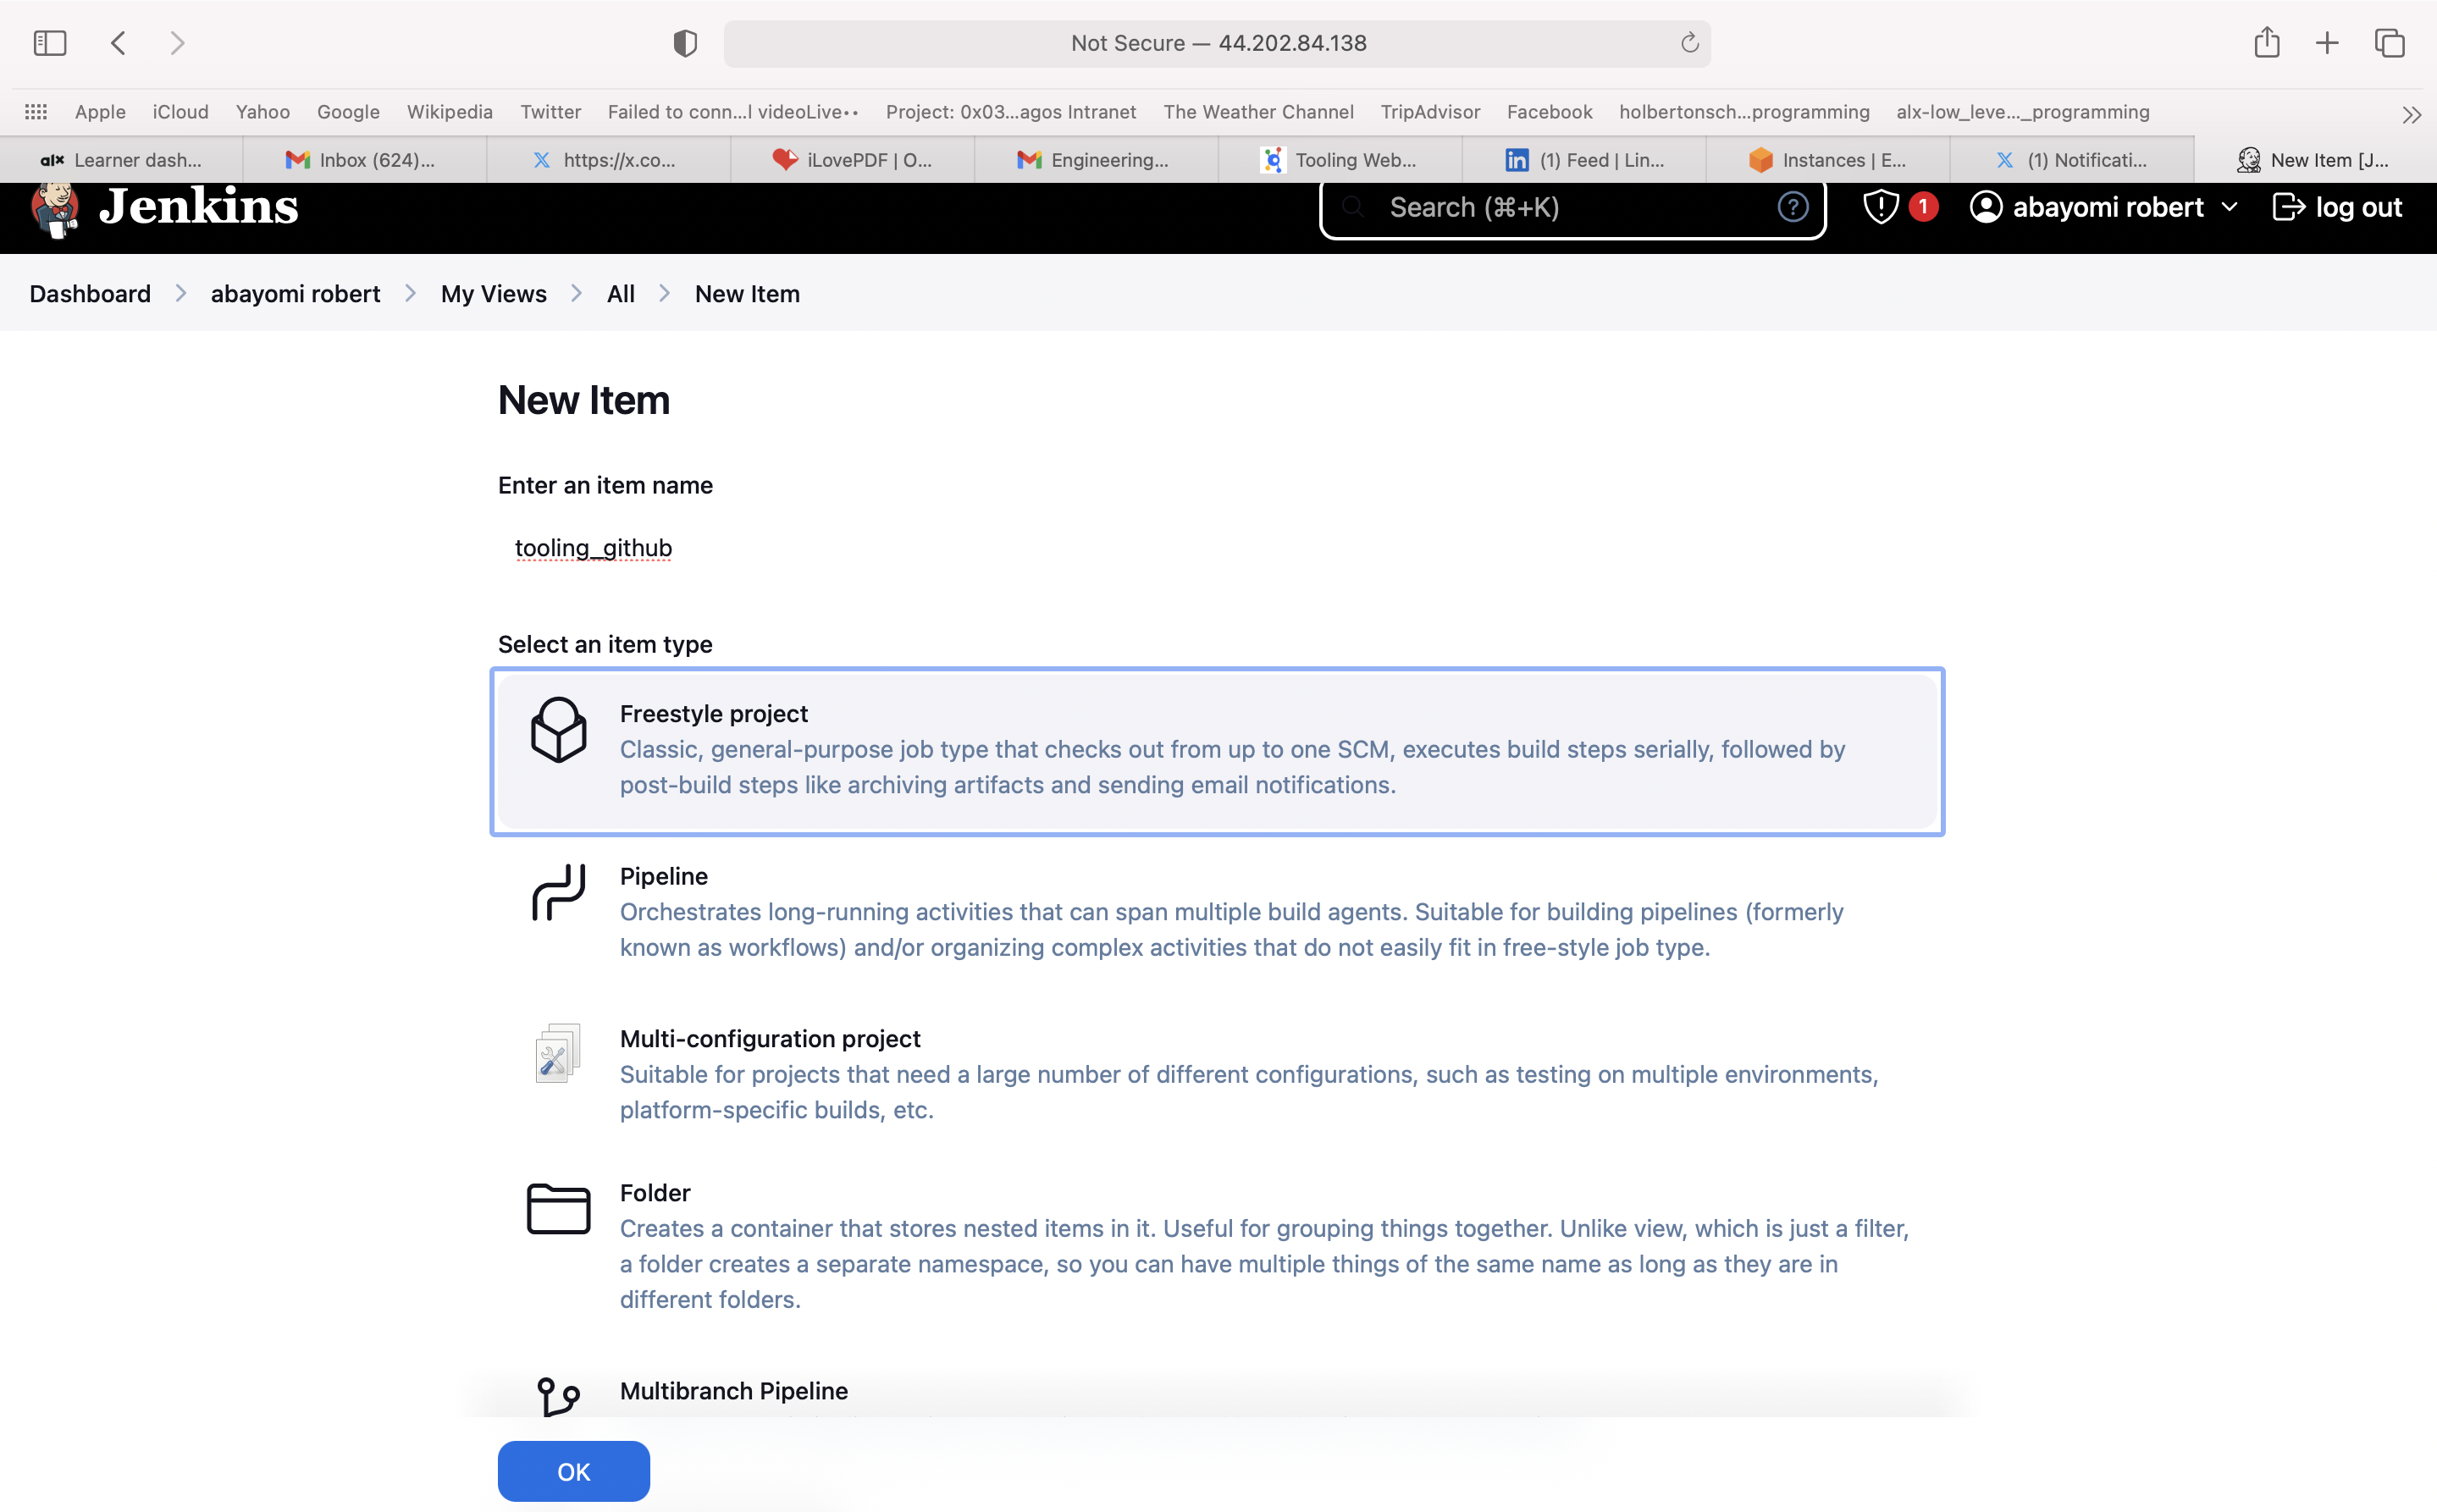 Not Secure — 44.202.84.138
Apple iCloud Yahoo Google Wikipedia Twitter Failed to conn...l videoLive•• Project: 0x03...agos Intranet The Weather Channel TripAdvisor Facebook holbertonsch...programming alx-low_leve..._programming
alx Learner dash... Inbox (624)... https://x.co... iLovePDF | O... Engineering... Tooling Web... in (1) Feed | Lin... Instances | E... (1) Notificati... New Item [J...
Jenkins Search (⌘+K) ? 1 abayomi robert log out
Dashboard > abayomi robert > My Views > All > New Item
New Item
Enter an item name
tooling_github
Select an item type
Freestyle project
Classic, general-purpose job type that checks out from up to one SCM, executes build steps serially, followed by
post-build steps like archiving artifacts and sending email notifications.
Pipeline
Orchestrates long-running activities that can span multiple build agents. Suitable for building pipelines (formerly
known as workflows) and/or organizing complex activities that do not easily fit in free-style job type.
Multi-configuration project
Suitable for projects that need a large number of different configurations, such as testing on multiple environments,
platform-specific builds, etc.
Folder
Creates a container that stores nested items in it. Useful for grouping things together. Unlike view, which is just a filter,
a folder creates a separate namespace, so you can have multiple things of the same name as long as they are in
different folders.
Multibranch Pipeline
OK